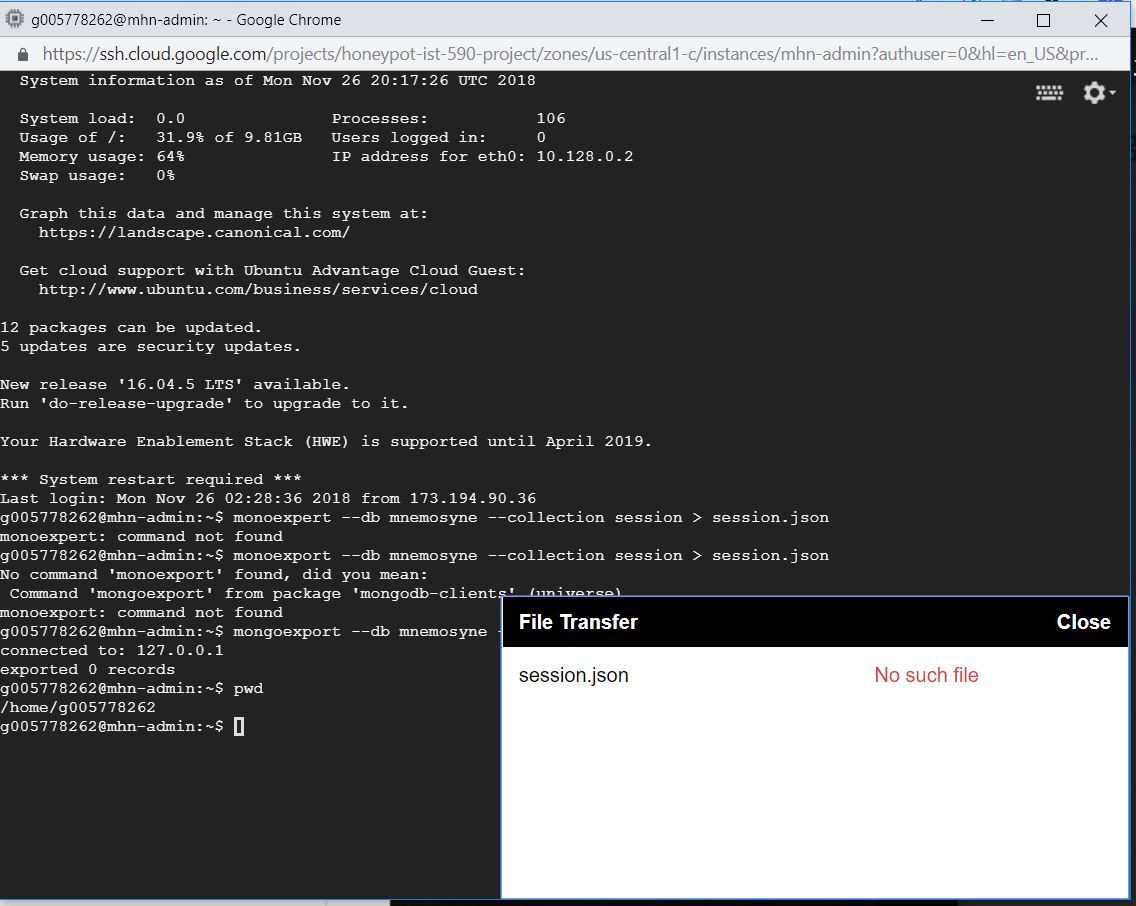 g005778262@mhn-admin: ~ - Google Chrome
https://ssh.cloud.google.com/projects/honeypot-ist-590-project/zones/us-central1-c/instances/mhn-admin?authuser=0&hl=en_US&pr...
System information as of Mon Nov 26 20:17:26 UTC 2018
System load: 0.0 Processes: 106
Usage of /: 31.9% of 9.81GB Users logged in: 0
Memory usage: 64% IP address for eth0: 10.128.0.2
Swap usage: 0%
Graph this data and manage this system at:
https://landscape.canonical.com/
Get cloud support with Ubuntu Advantage Cloud Guest:
http://www.ubuntu.com/business/services/cloud
12 packages can be updated.
5 updates are security updates.
New release '16.04.5 LTS' available.
Run 'do-release-upgrade' to upgrade to it.
Your Hardware Enablement Stack (HWE) is supported until April 2019.
*** System restart required ***
Last login: Mon Nov 26 02:28:36 2018 from 173.194.90.36
g005778262@mhn-admin:~$ monoexpert --db mnemosyne --collection session > session.json
monoexpert: command not found
g005778262@mhn-admin:~$ monoexport --db mnemosyne --collection session > session.json
No command 'monoexport' found, did you mean:
Command 'mongoexport' from package 'mongodb-clients' (universe)
monoexport: command not found
g005778262@mhn-admin:~$ mongoexport --db mnemosyne -
connected to: 127.0.0.1
exported 0 records
g005778262@mhn-admin:~$ pwd
/home/g005778262
g005778262@mhn-admin:~$
File Transfer Close
session.json No such file